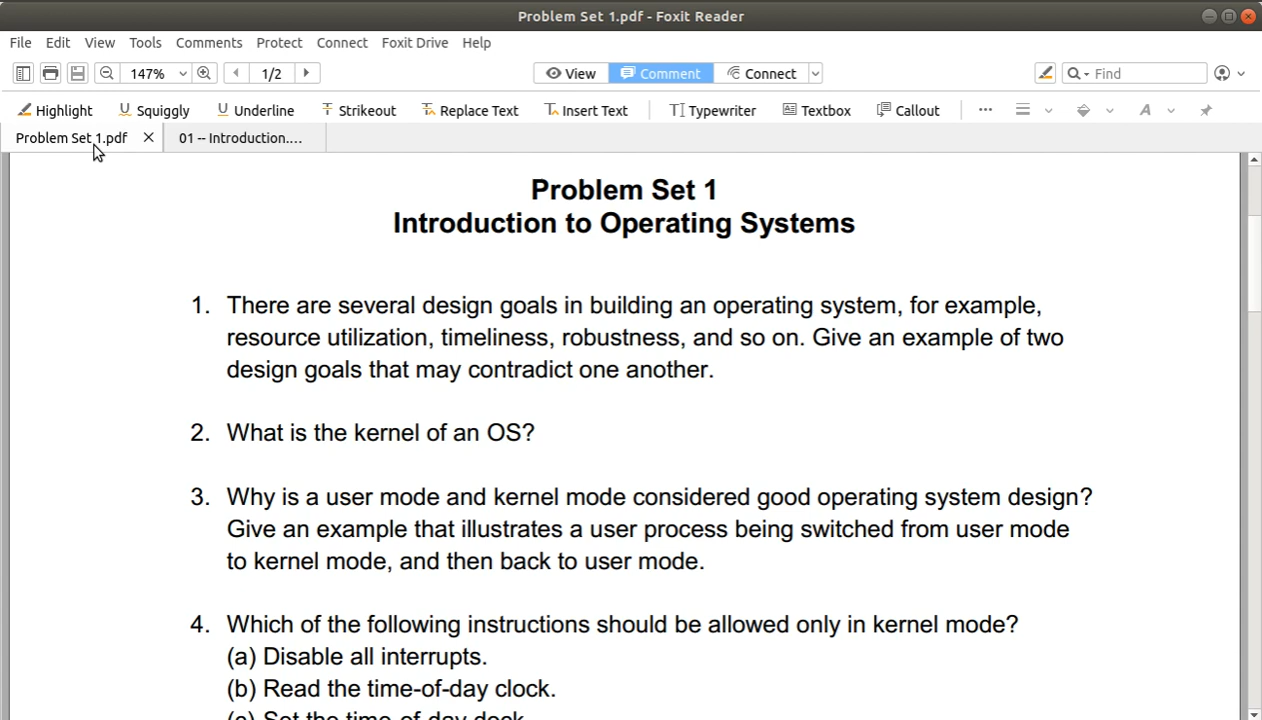 Problem Set 1.pdf - Foxit Reader
File Edit View Tools Comments Protect Connect Foxit Drive Help
147% 1/2 View Comment Connect Find
Highlight Squiggly Underline Strikeout Replace Text Insert Text Typewriter Textbox Callout ... A
Problem Set 1.pdf 01 -- Introduction....
Problem Set 1
Introduction to Operating Systems
1. There are several design goals in building an operating system, for example,
resource utilization, timeliness, robustness, and so on. Give an example of two
design goals that may contradict one another.
2. What is the kernel of an OS?
3. Why is a user mode and kernel mode considered good operating system design?
Give an example that illustrates a user process being switched from user mode
to kernel mode, and then back to user mode.
4. Which of the following instructions should be allowed only in kernel mode?
(a) Disable all interrupts.
(b) Read the time-of-day clock.
(c) Set the time-of-day clock.